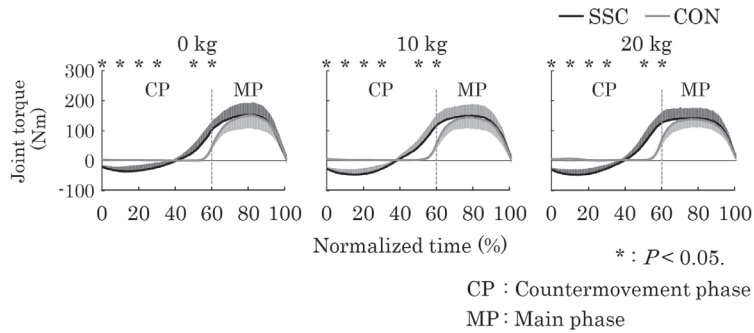 SSC CON
0 kg 10 kg 20 kg
* * * * * * * * * * * * * * * * * *
300
200
100
0
-100
Joint torque
(Nm)
CP MP CP MP CP MP
0 20 40 60 80 100 0 20 40 60 80 100 0 20 40 60 80 100
Normalized time (%)
* : P < 0.05.
CP : Countermovement phase
MP : Main phase